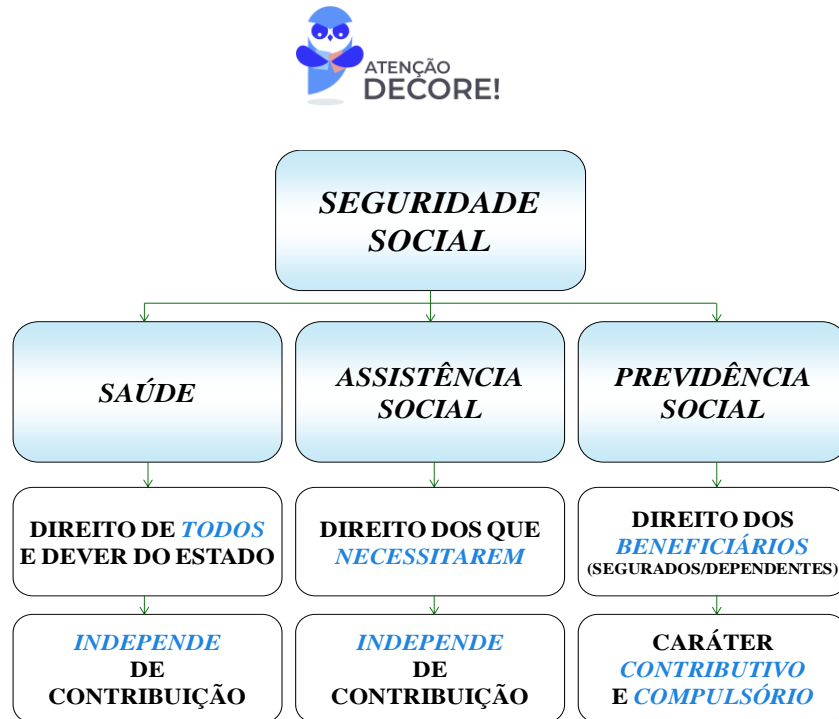 ATENÇÃO
DECORE!
SEGURIDADE
SOCIAL
SAÚDE
ASSISTÊNCIA
SOCIAL
PREVIDÊNCIA
SOCIAL
DIREITO DE TODOS
E DEVER DO ESTADO
DIREITO DOS QUE
NECESSITAREM
DIREITO DOS
BENEFICIÁRIOS
(SEGURADOS/DEPENDENTES)
INDEPENDE
DE
CONTRIBUIÇÃO
INDEPENDE
DE
CONTRIBUIÇÃO
CARÁTER
CONTRIBUTIVO
E COMPULSÓRIO